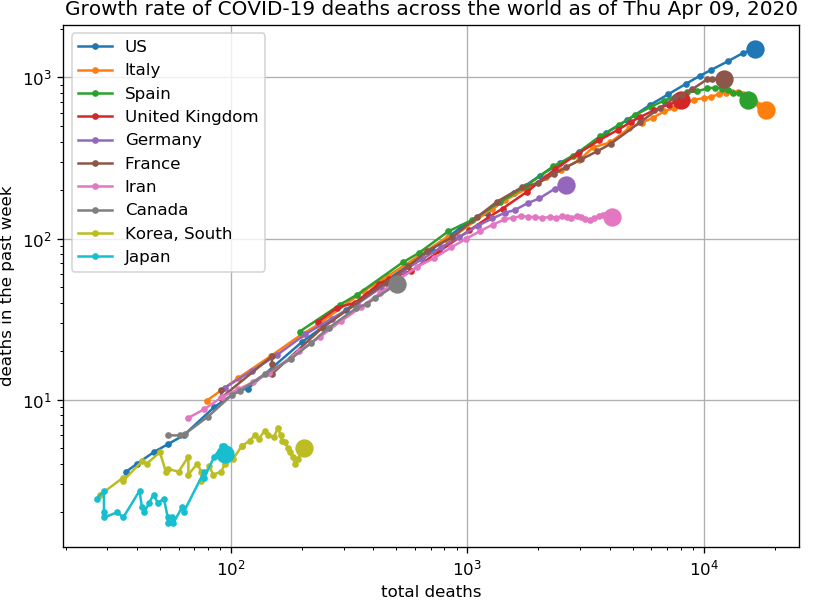 Growth rate of COVID-19 deaths across the world as of Thu Apr 09, 2020
US
Italy
Spain
United Kingdom
Germany
France
Iran
Canada
Korea, South
Japan
deaths in the past week
10³
10²
10¹
10²
10³
10⁴
total deaths